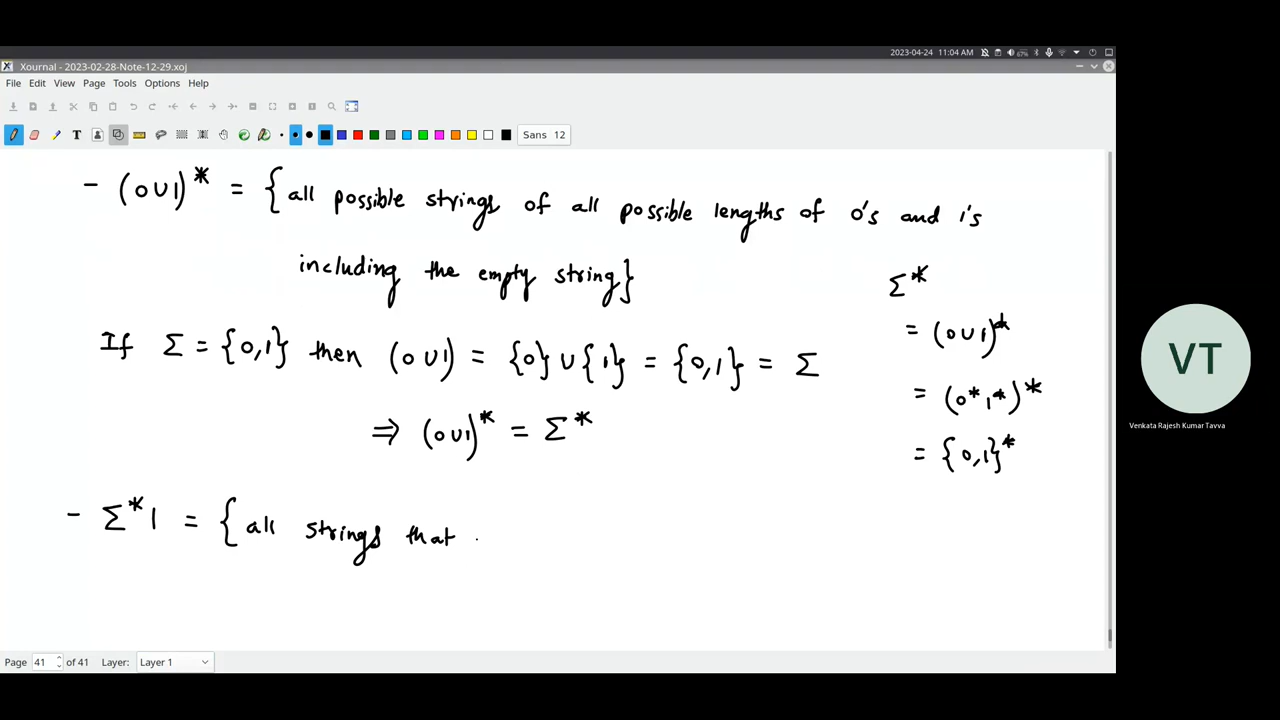 2023-04-24 11:04 AM
Xournal - 2023-02-28-Note-12-29.xoj
File Edit View Page Tools Options Help
Sans 12
- (0∪1)* = {all possible strings of all possible lengths of 0's and 1's
including the empty string}
Σ*
= (0∪1)*
= (0*1*)*
= {0,1}*
If Σ = {0,1} then (0∪1) = {0}∪{1} = {0,1} = Σ
⇒ (0∪1)* = Σ*
- Σ*1 = {all strings that
VT
Venkata Rajesh Kumar Tavva
Page 41 of 41 Layer: Layer 1